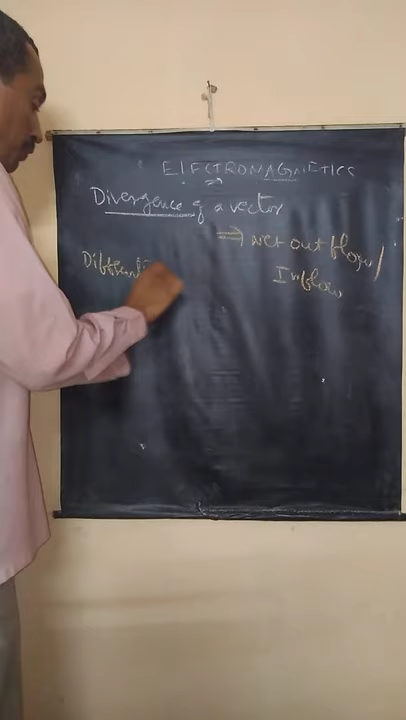 ELECTROMAGNETICS
Divergence of a vector
⇒ Net out flow /
Inflow
Differenti